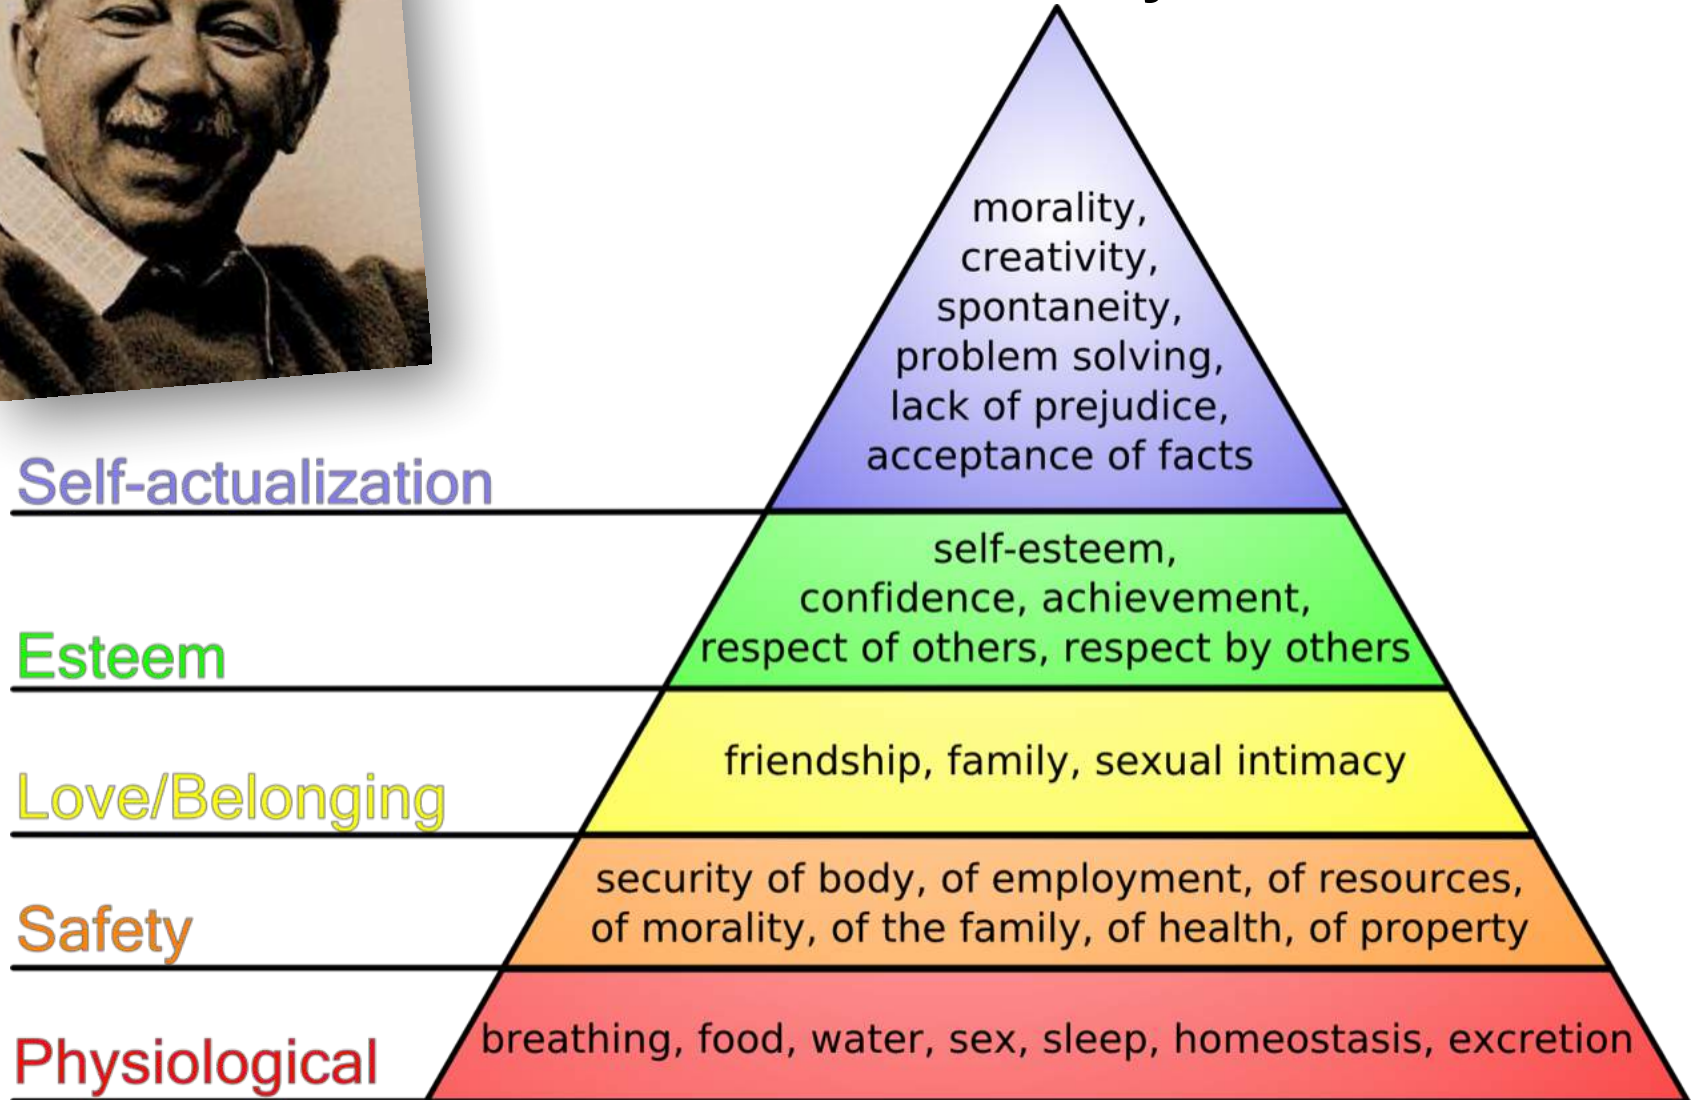 morality,
creativity,
spontaneity,
problem solving,
lack of prejudice,
acceptance of facts
Self-actualization
self-esteem,
confidence, achievement,
respect of others, respect by others
Esteem
friendship, family, sexual intimacy
Love/Belonging
security of body, of employment, of resources,
of morality, of the family, of health, of property
Safety
breathing, food, water, sex, sleep, homeostasis, excretion
Physiological